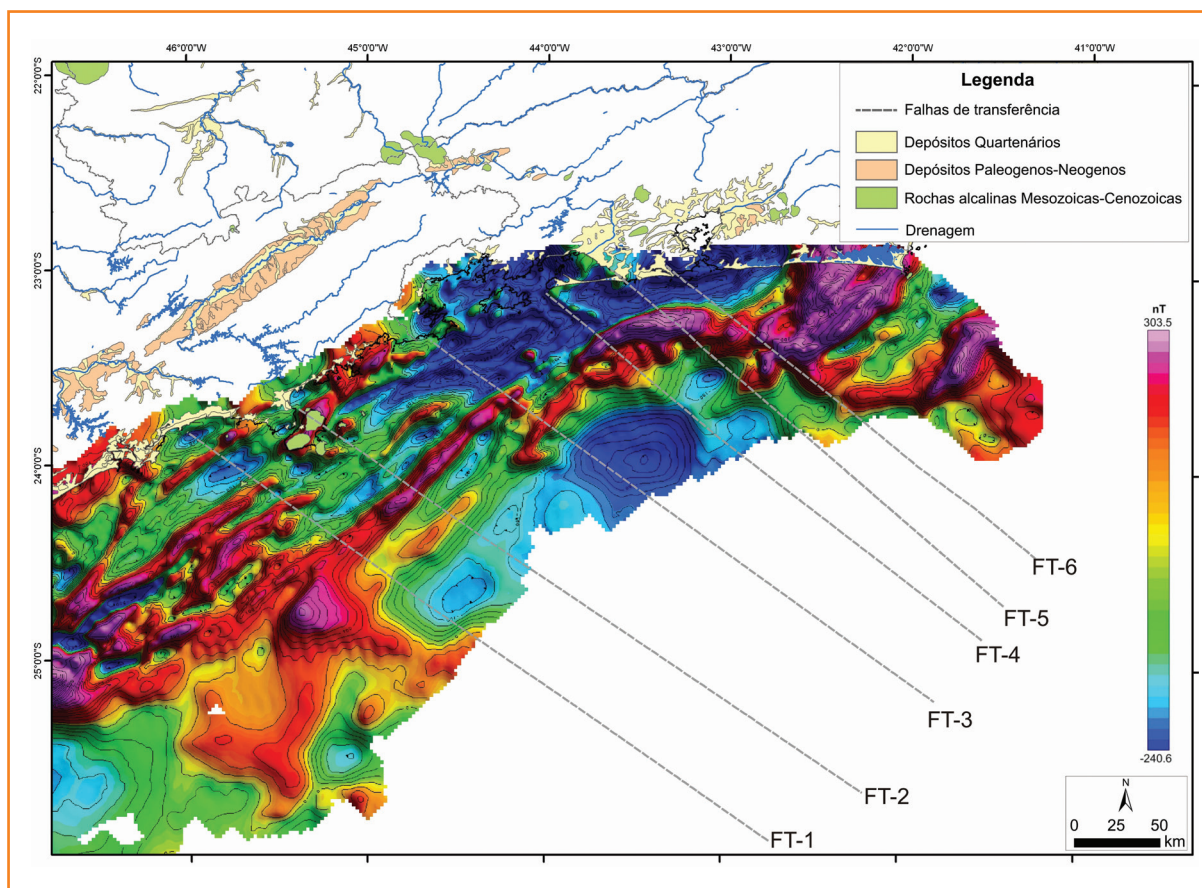 46°0'0"W 45°0'0"W 44°0'0"W 43°0'0"W 42°0'0"W 41°0'0"W
22°0'0"S
Legenda
Falhas de transferência
Depósitos Quartenários
Depósitos Paleogenos-Neogenos
Rochas alcalinas Mesozoicas-Cenozoicas
Drenagem
23°0'0"S
nT
303.5
24°0'0"S
FT-6
FT-5
FT-4
25°0'0"S
FT-3
-240.6
FT-2
N
0 25 50
km
FT-1